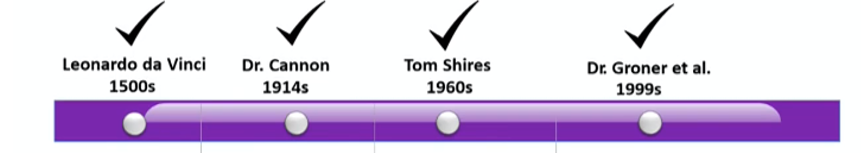 Leonardo da Vinci
1500s
Dr. Cannon
1914s
Tom Shires
1960s
Dr. Groner et al.
1999s